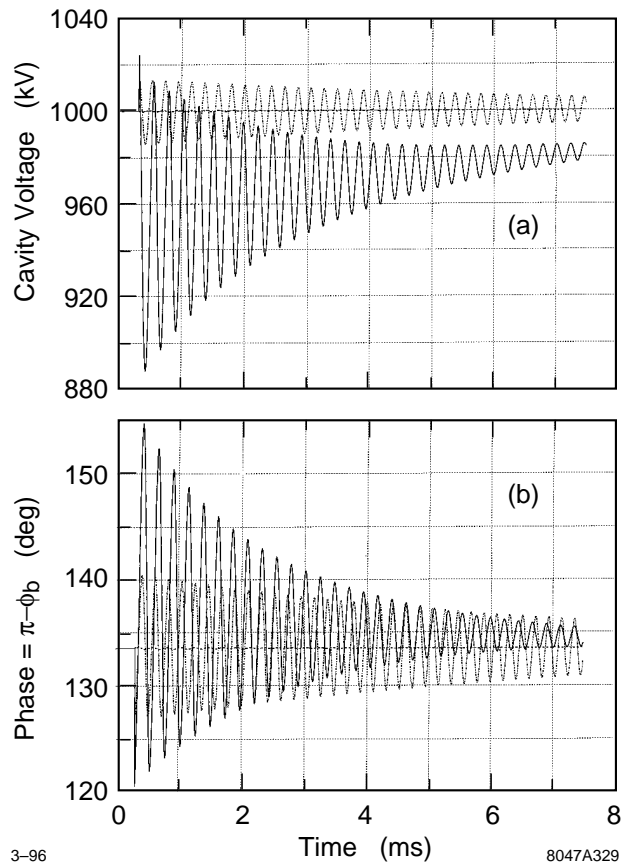 1040
1000
960
920
880
Cavity Voltage (kV)
(a)
150
140
130
120
Phase = π–ϕb (deg)
(b)
0 2 4 6 8
Time (ms)
3–96
8047A329